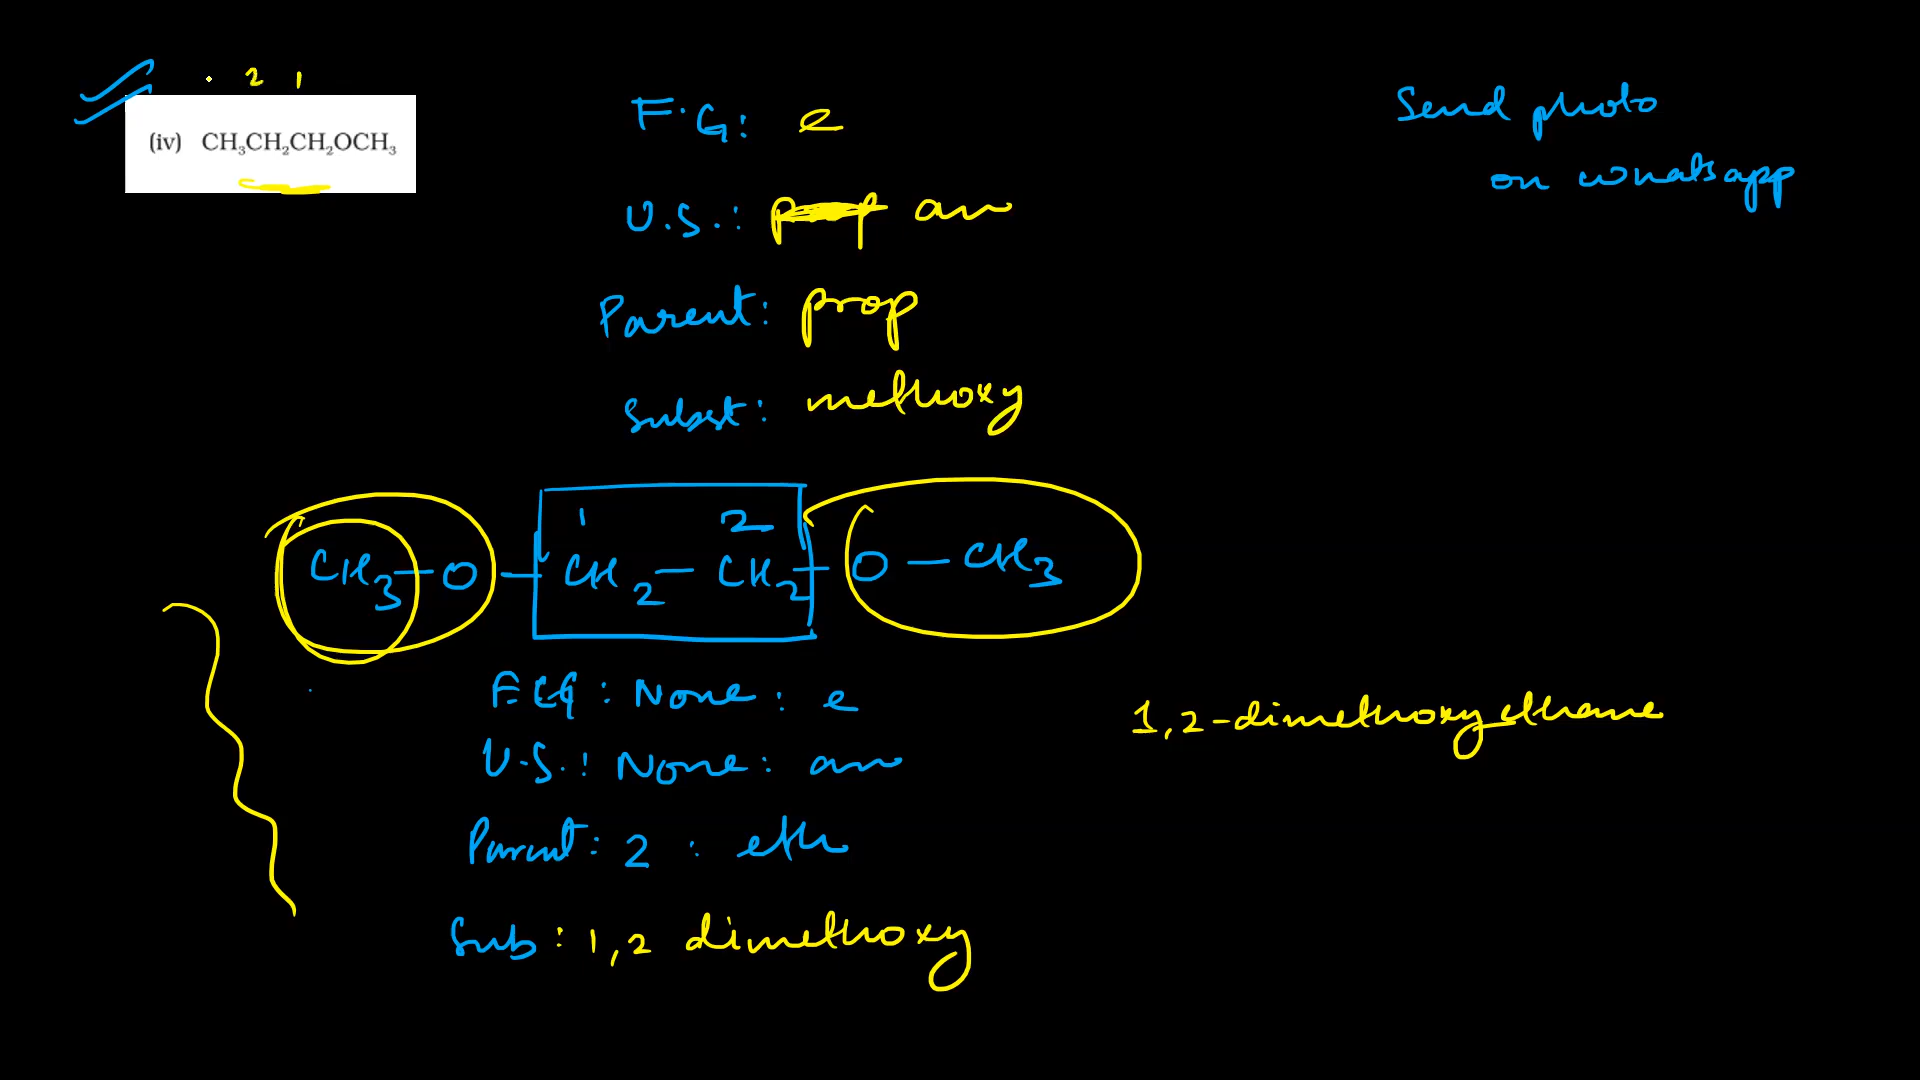 2 1
(iv) CH₃CH₂CH₂OCH₃
F.G: e
U.S.: an
Parent: prop
Subst: methoxy
Send photo
on whatsapp
1 2
CH₃-O-CH₂-CH₂-O-CH₃
F.G: None: e
U.S.: None: an
Parent: 2 : eth
Sub: 1,2 dimethoxy
1,2-dimethoxyethane